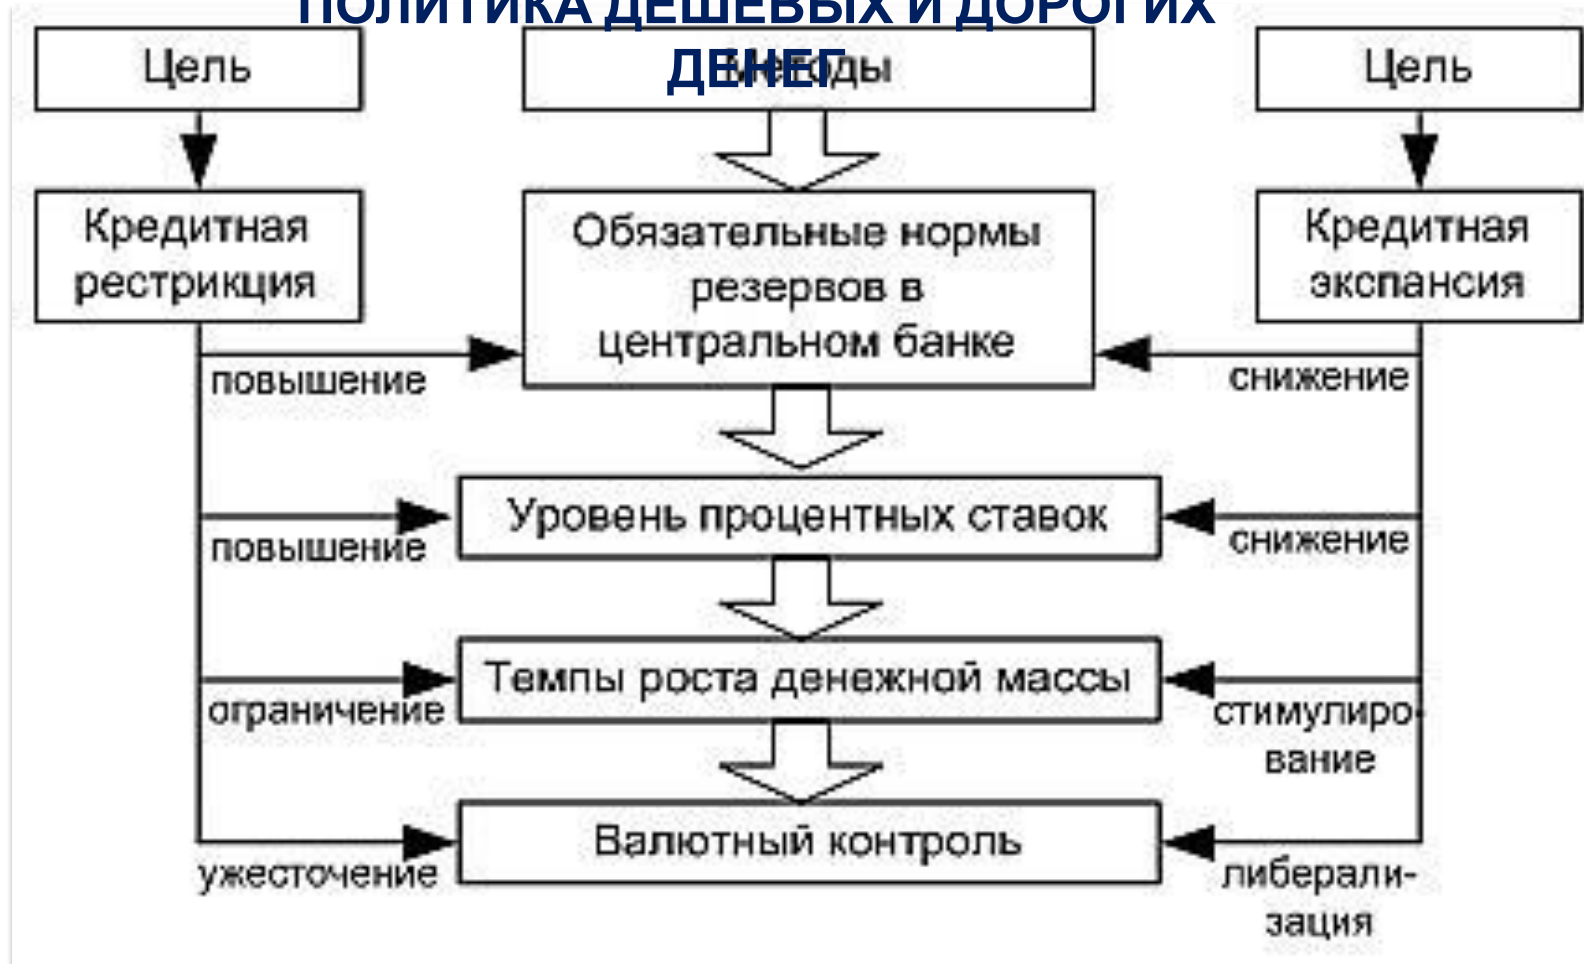 ПОЛИТИКА ДЕШЕВЫХ И ДОРОГИХ
ДЕНЕГ
Цель
Методы
Цель
Кредитная
рестрикция
Обязательные нормы
резервов в
центральном банке
Кредитная
экспансия
повышение
снижение
Уровень процентных ставок
повышение
снижение
Темпы роста денежной массы
ограничение
стимулиро-
вание
Валютный контроль
ужесточение
либерали-
зация